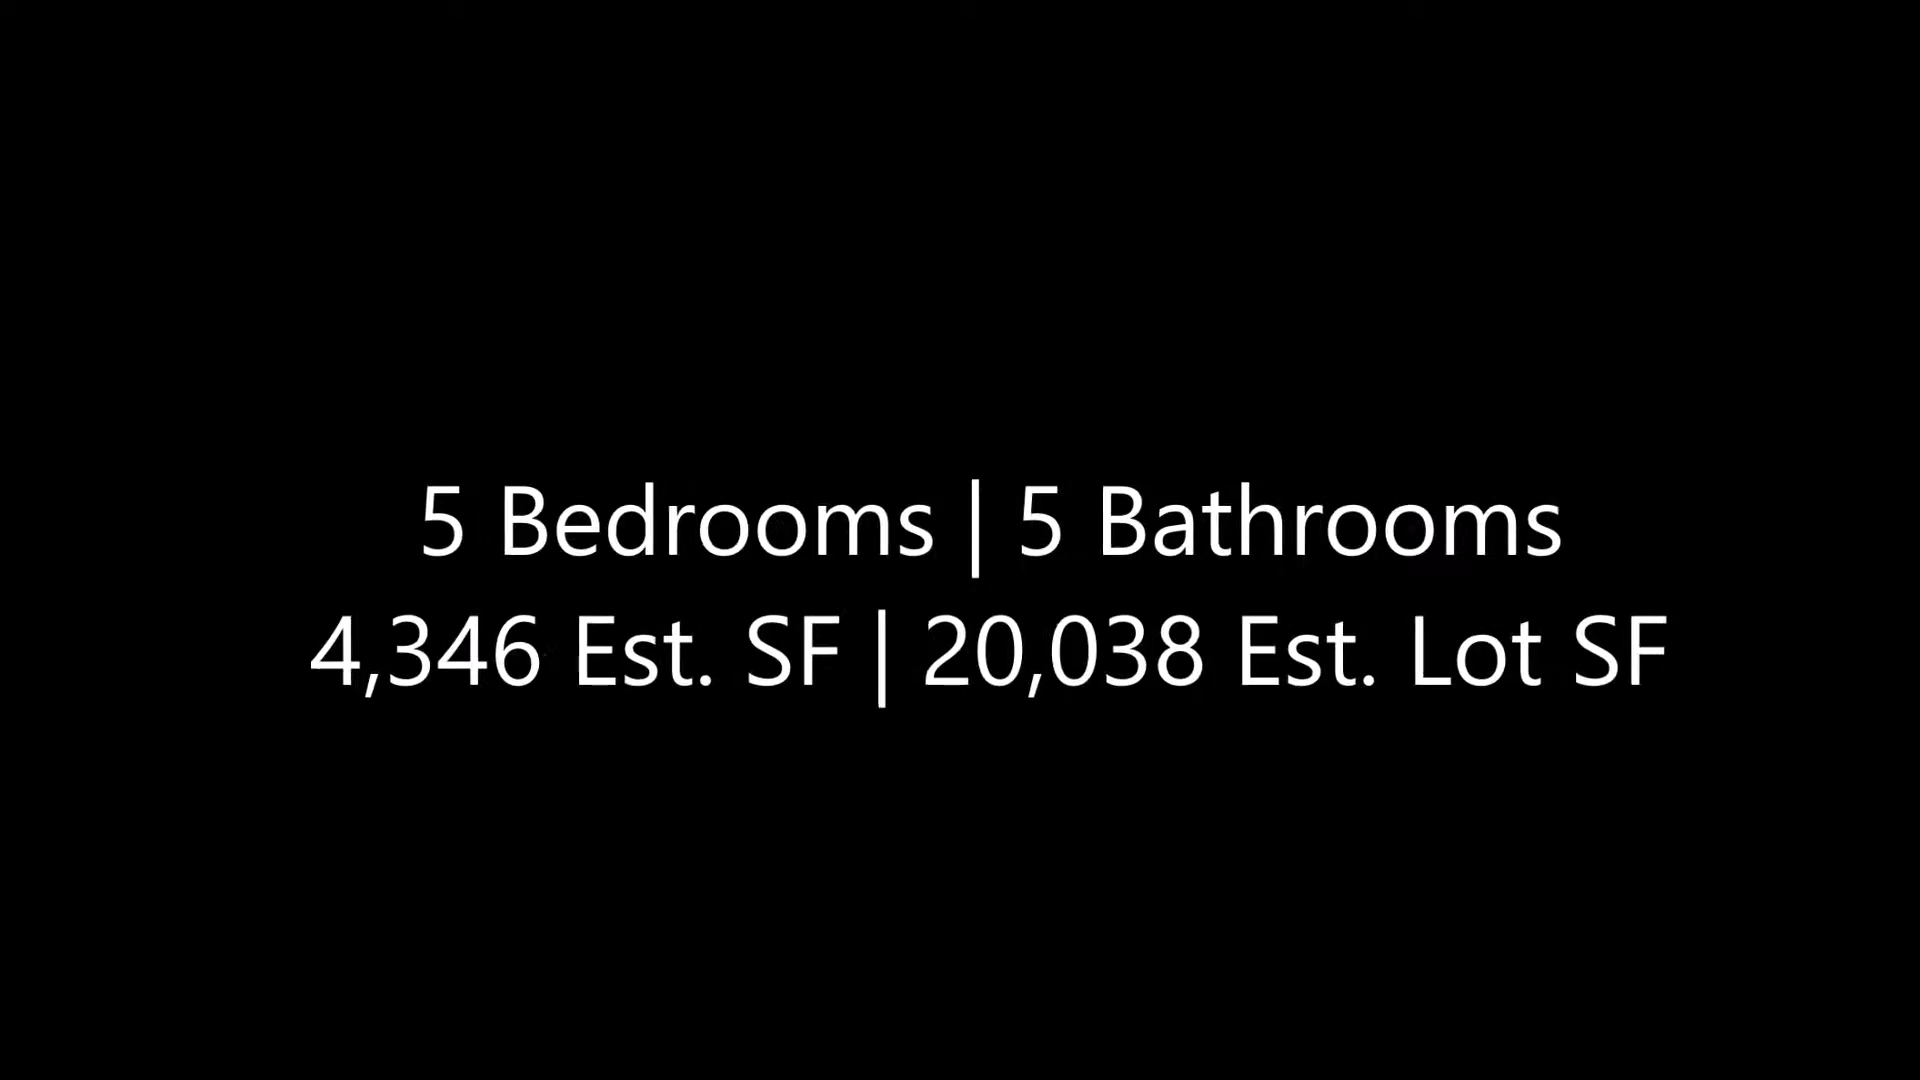 5 Bedrooms | 5 Bathrooms
4,346 Est. SF | 20,038 Est. Lot SF